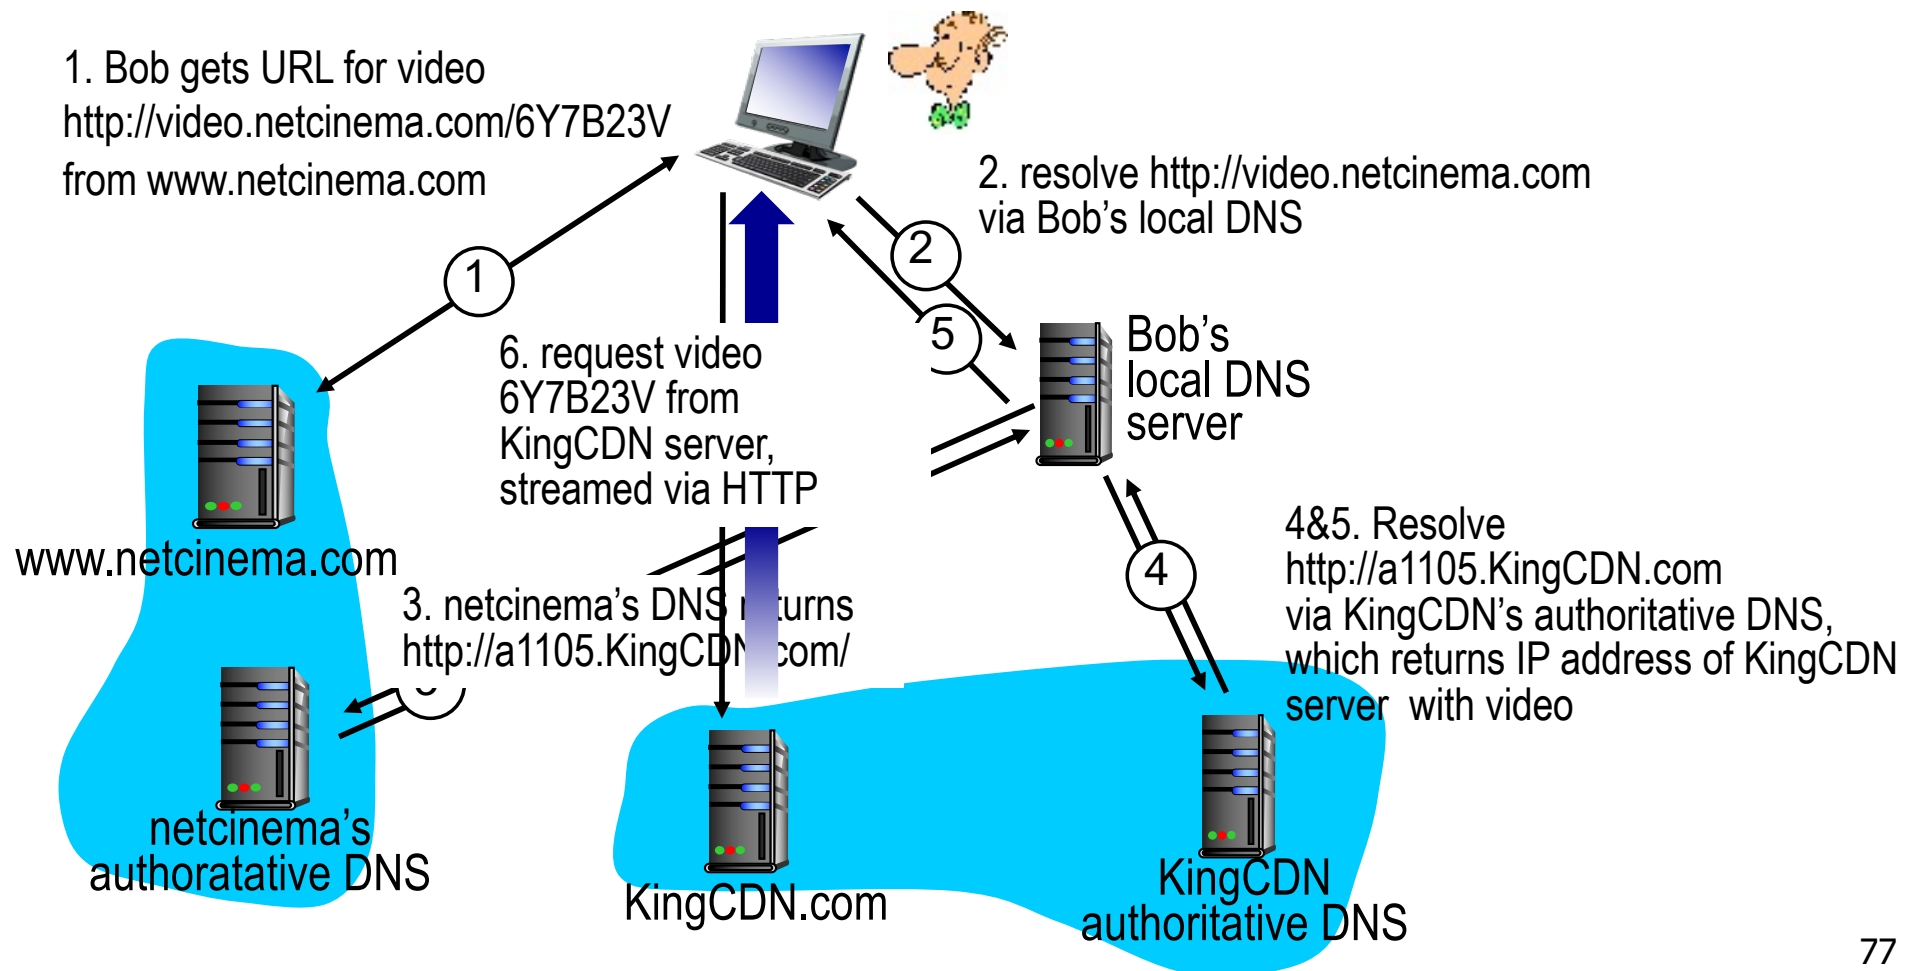 1. Bob gets URL for video
http://video.netcinema.com/6Y7B23V
from www.netcinema.com
2. resolve http://video.netcinema.com
via Bob’s local DNS
1
2
5
6. request video
6Y7B23V from
KingCDN server,
streamed via HTTP
Bob’s
local DNS
server
www.netcinema.com
4
4&5. Resolve
http://a1105.KingCDN.com
via KingCDN’s authoritative DNS,
which returns IP address of KingCDN
server with video
3. netcinema’s DNS returns
http://a1105.KingCDN.com/
netcinema’s
authoratative DNS
KingCDN.com
KingCDN
authoritative DNS
77